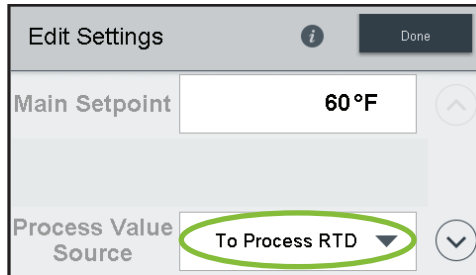 Edit Settings
i
Done
Main Setpoint
60°F
Process Value
Source
To Process RTD